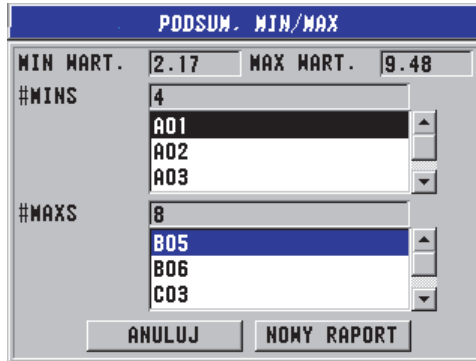 PODSUM. MIN/MAX
MIN WART. 2.17 MAX WART. 9.48
#MINS 4
A01
A02
A03
#MAXS 8
B05
B06
C03
ANULUJ NOWY RAPORT